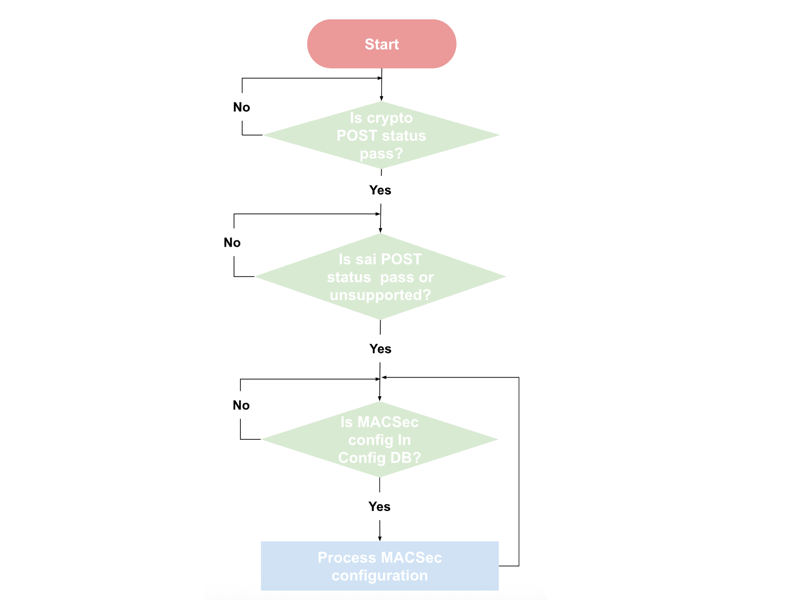 Start
No
Is crypto
POST status
pass?
Yes
No
Is sai POST
status  pass or
unsupported?
Yes
No
Is MACSec
config In
Config DB?
Yes
Process MACSec
configuration